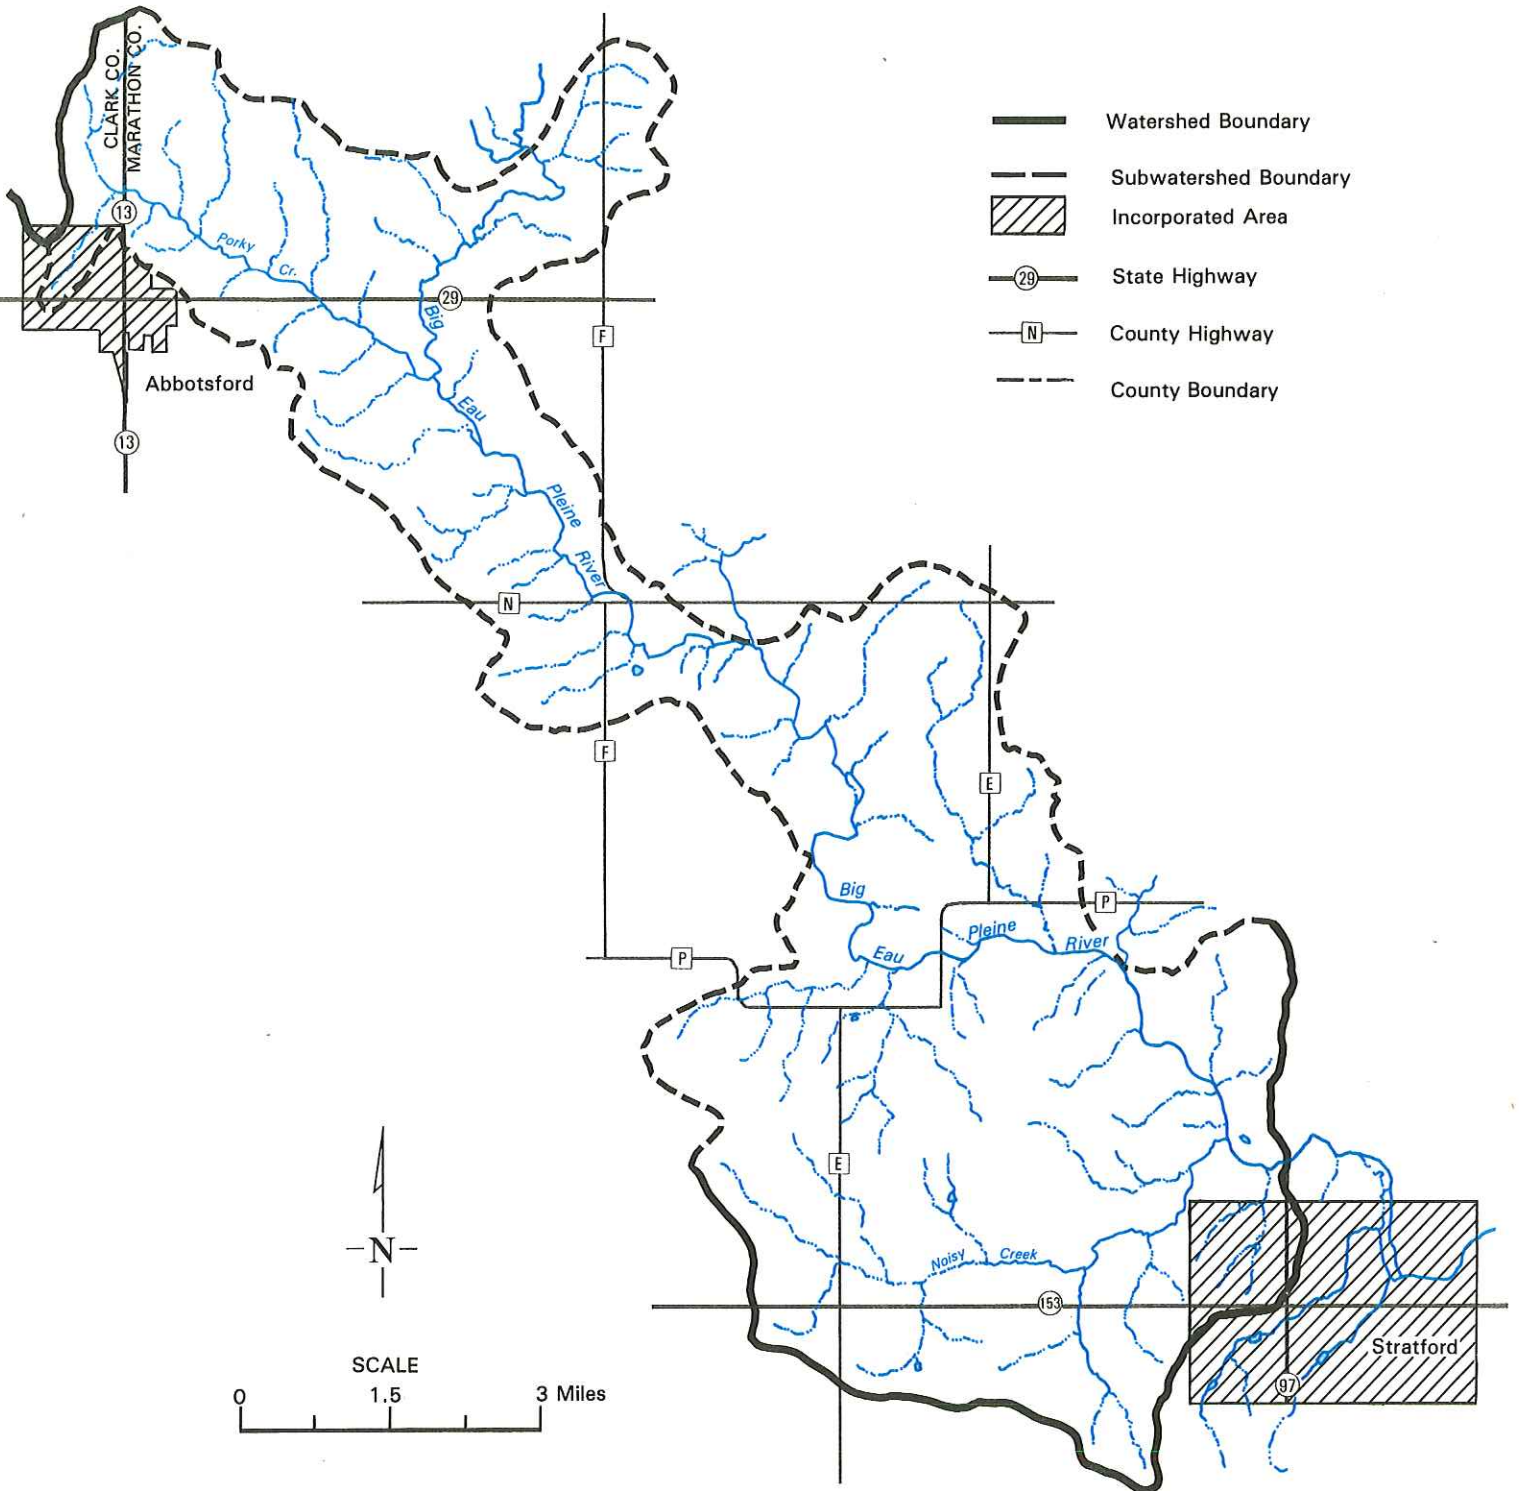 CLARK CO.
MARATHON CO.
Watershed Boundary
Subwatershed Boundary
Incorporated Area
29
State Highway
N
County Highway
County Boundary
13
Porky
Cr.
29
Big
F
Abbotsford
13
Eau
Pleine
River
N
F
E
Big
P
Pleine
River
Eau
P
E
Noisy
Creek
153
Stratford
97
N
SCALE
0 1.5 3 Miles